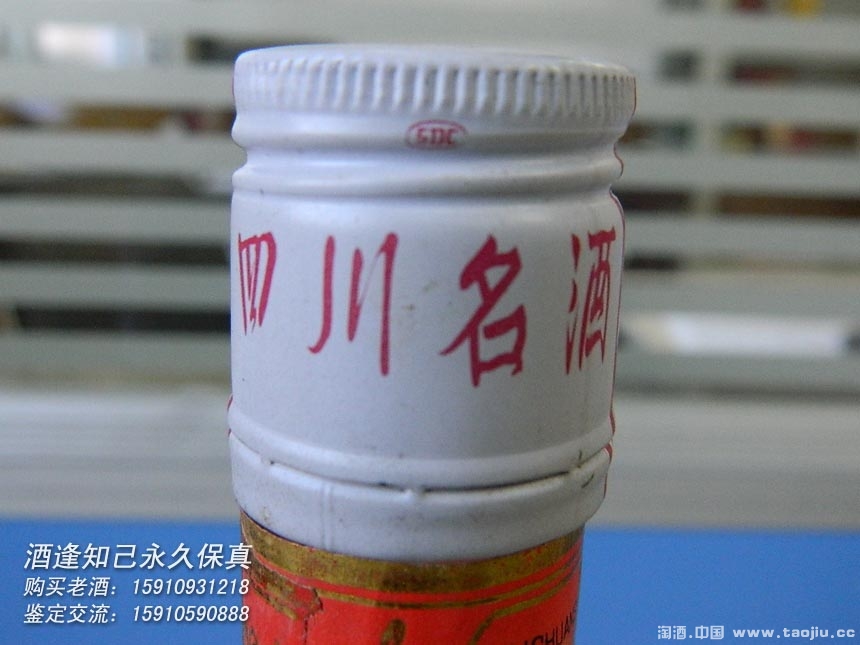 四川名酒
酒逢知己永久保真
购买老酒：15910931218
鉴定交流：15910590888
淘酒.中国 www.taojiu.cc